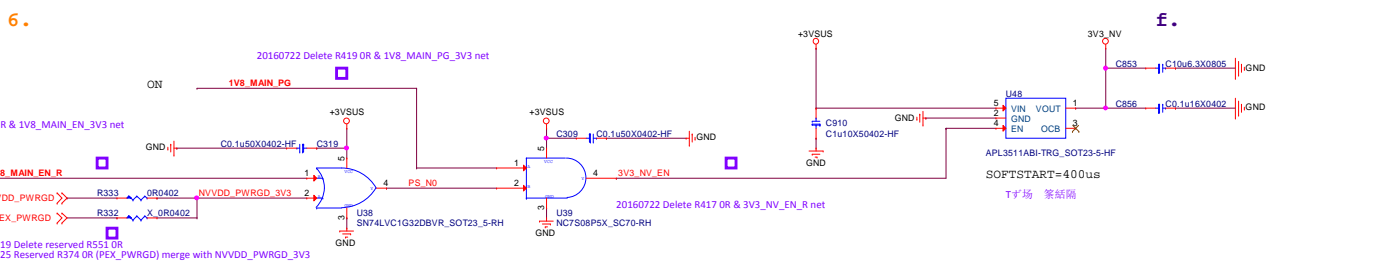 6.
f.
20160722 Delete R419 0R & 1V8_MAIN_PG_3V3 net
ON
1V8_MAIN_PG
R & 1V8_MAIN_EN_3V3 net
+3VSUS
+3VSUS
+3VSUS
3V3_NV
C853
C10u6.3X0805
GND
C856
C0.1u16X0402
GND
U48
5
VIN
VOUT
1
GND
2
GND
4
EN
OCB
3
C910
C1u10X50402-HF
GND
APL3511ABI-TRG_SOT23-5-HF
SOFTSTART=400us
GND
C0.1u50X0402-HF
C319
5
VCC
C309
C0.1u50X0402-HF
GND
5
VCC
8_MAIN_EN_R
1
4
PS_N0
1
2
4
3V3_NV_EN
VDD_PWRGD
R333
0R0402
NVVDD_PWRGD_3V3
2
EX_PWRGD
R332
X_0R0402
3
U38
SN74LVC1G32DBVR_SOT23_5-RH
GND
3
U39
NC7S08P5X_SC70-RH
GND
20160722 Delete R417 0R & 3V3_NV_EN_R net
19 Delete reserved R551 0R
25 Reserved R374 0R (PEX_PWRGD) merge with NVVDD_PWRGD_3V3